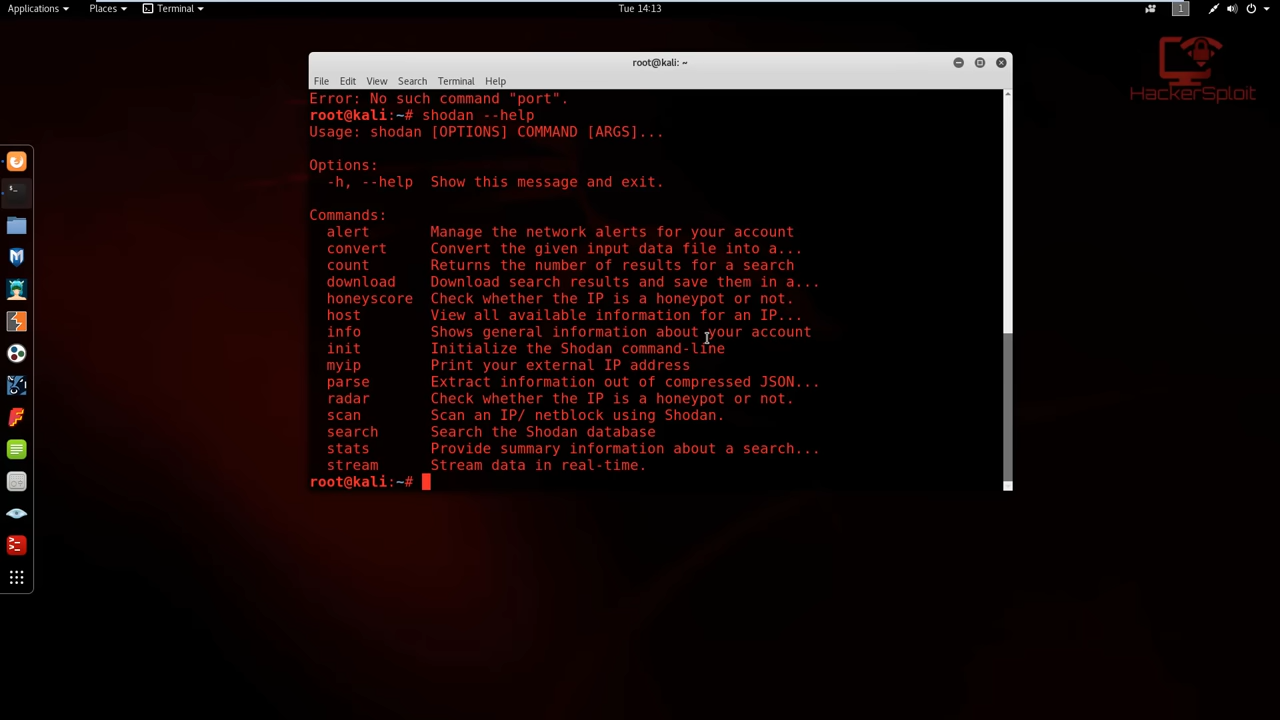 Applications Places Terminal Tue 14:13 1
HackerSploit
root@kali: ~
File Edit View Search Terminal Help
Error: No such command "port".
root@kali:~# shodan --help
Usage: shodan [OPTIONS] COMMAND [ARGS]...
Options:
-h, --help Show this message and exit.
Commands:
alert Manage the network alerts for your account
convert Convert the given input data file into a...
count Returns the number of results for a search
download Download search results and save them in a...
honeyscore Check whether the IP is a honeypot or not.
host View all available information for an IP...
info Shows general information about your account
init Initialize the Shodan command-line
myip Print your external IP address
parse Extract information out of compressed JSON...
radar Check whether the IP is a honeypot or not.
scan Scan an IP/ netblock using Shodan.
search Search the Shodan database
stats Provide summary information about a search...
stream Stream data in real-time.
root@kali:~#